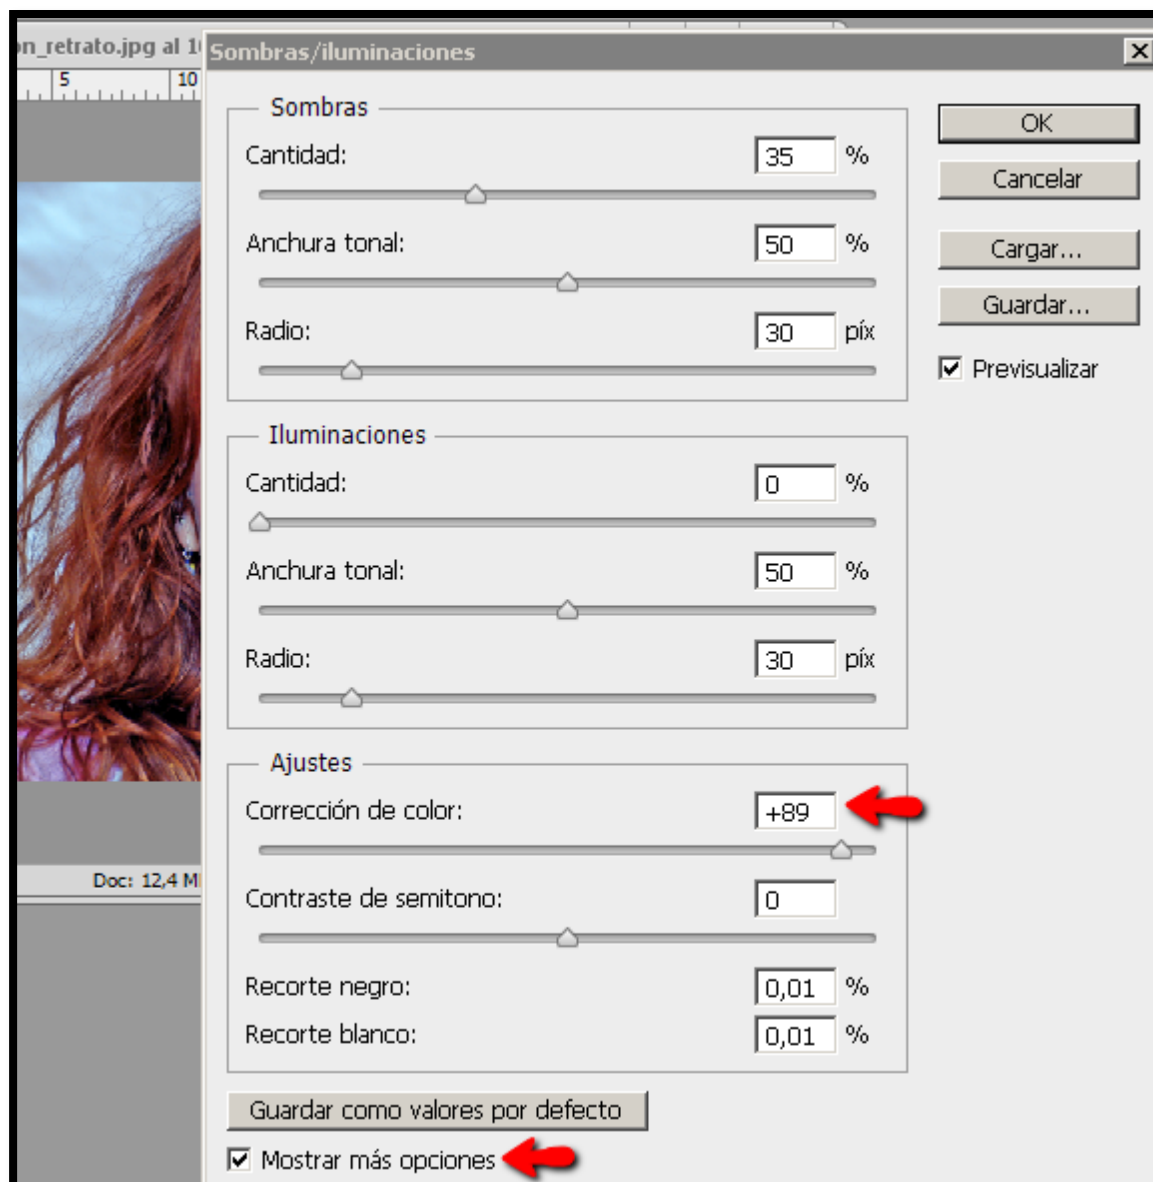 on_retrato.jpg al 1
Sombras/iluminaciones
5 10
Sombras
Cantidad: 35 %
Anchura tonal: 50 %
Radio: 30 píx
Iluminaciones
Cantidad: 0 %
Anchura tonal: 50 %
Radio: 30 píx
Ajustes
Corrección de color: +89
Contraste de semitono: 0
Recorte negro: 0,01 %
Recorte blanco: 0,01 %
Guardar como valores por defecto
Mostrar más opciones
OK
Cancelar
Cargar...
Guardar...
Previsualizar
Doc: 12,4 M